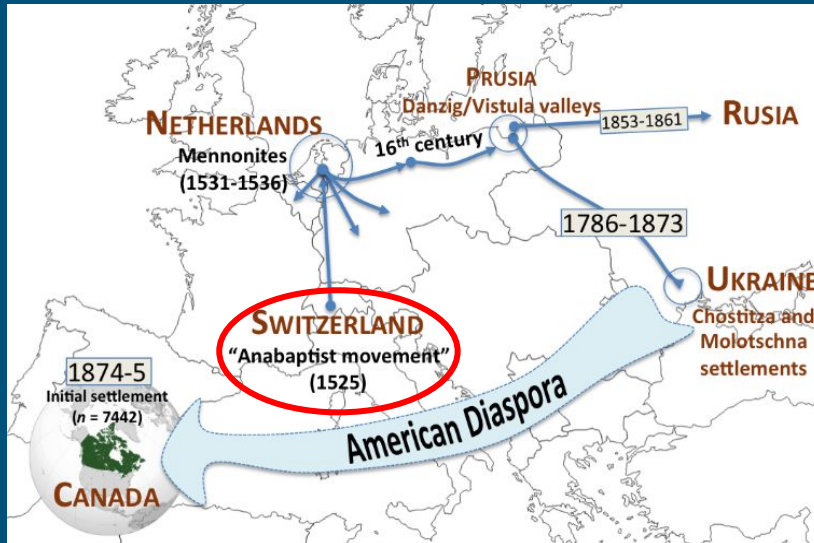 PRUSIA
Danzig/Vistula valleys
NETHERLANDS
Mennonites
(1531-1536)
16th century
1853-1861
RUSIA
1786-1873
UKRAINE
Chostitza and
Molotschna
settlements
SWITZERLAND
“Anabaptist movement”
(1525)
1874-5
Initial settlement
(n = 7442)
CANADA
American Diaspora